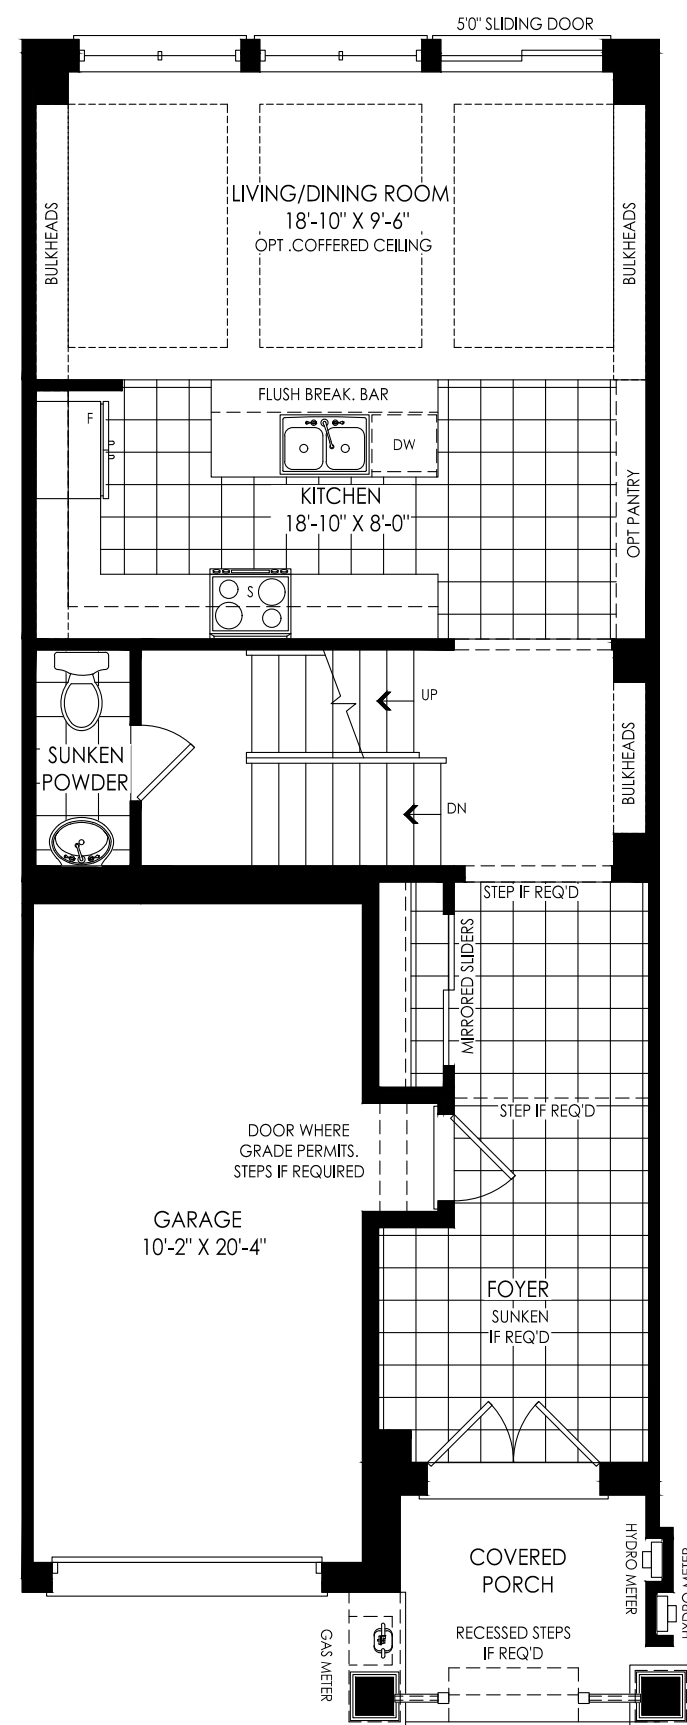 5'0" SLIDING DOOR
LIVING/DINING ROOM
18'-10" X 9'-6"
OPT .COFFERED CEILING
BULKHEADS
BULKHEADS
FLUSH BREAK. BAR
F
DW
KITCHEN
18'-10" X 8'-0"
OPT PANTRY
S
UP
SUNKEN
POWDER
BULKHEADS
DN
STEP IF REQ'D
MIRRORED SLIDERS
STEP IF REQ'D
DOOR WHERE
GRADE PERMITS.
STEPS IF REQUIRED
GARAGE
10'-2" X 20'-4"
FOYER
SUNKEN
IF REQ'D
COVERED
PORCH
HYDRO METER
HYDRO METER
RECESSED STEPS
IF REQ'D
GAS METER